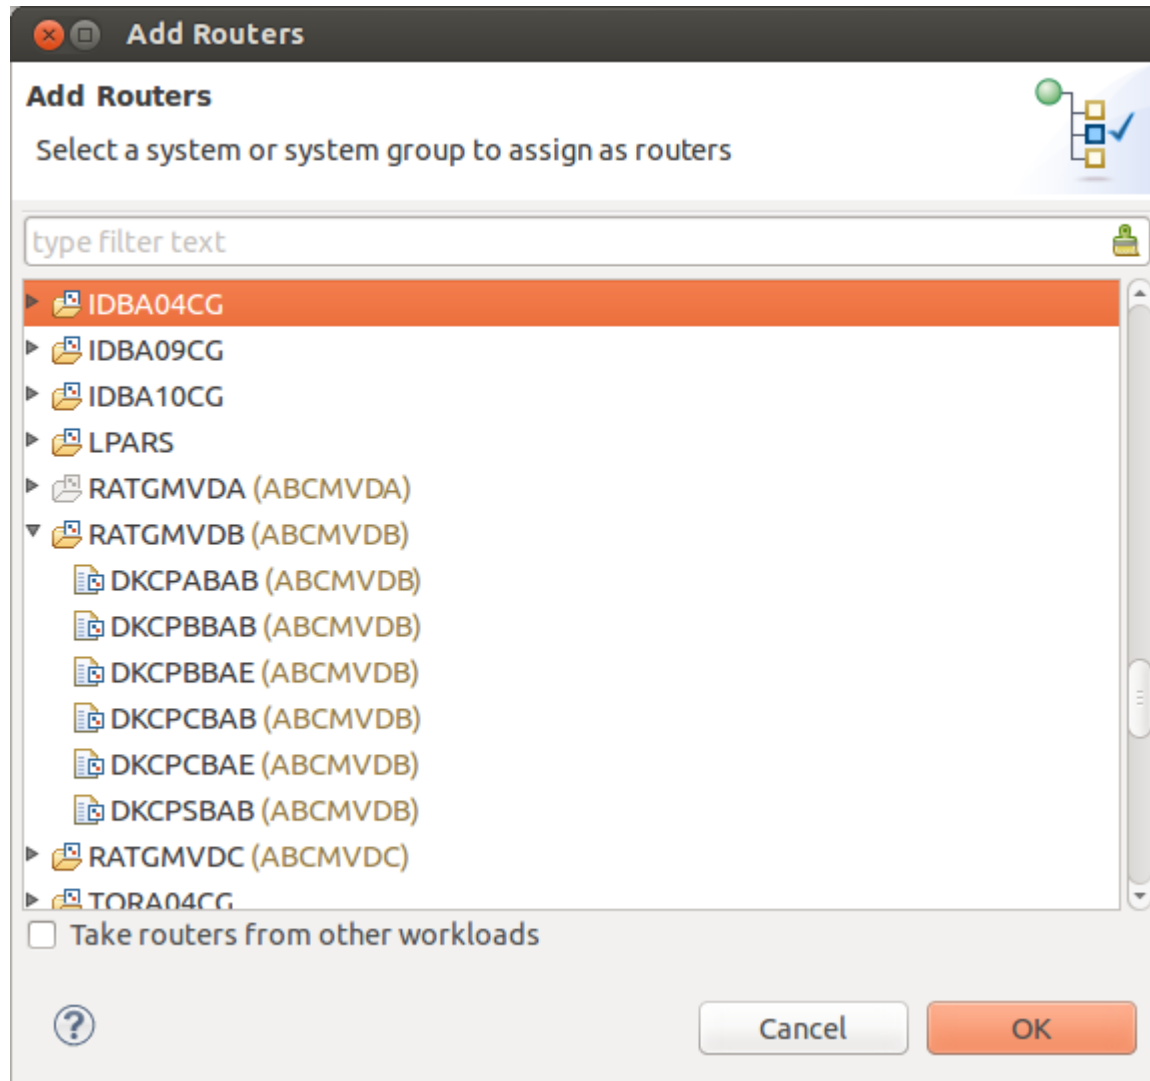 Add Routers
Add Routers
Select a system or system group to assign as routers
type filter text
IDBA04CG
IDBA09CG
IDBA10CG
LPARS
RATGMVDA (ABCMVDA)
RATGMVDB (ABCMVDB)
DKCPABAB (ABCMVDB)
DKCPBBAB (ABCMVDB)
DKCPBBAE (ABCMVDB)
DKCPCBAB (ABCMVDB)
DKCPCBAE (ABCMVDB)
DKCPSBAB (ABCMVDB)
RATGMVDC (ABCMVDC)
TORA04CG
Take routers from other workloads
?
Cancel
OK